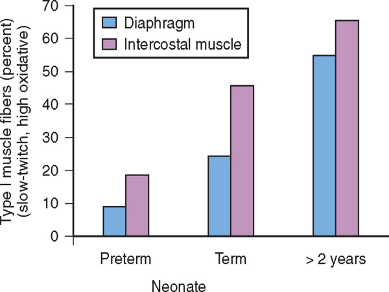 Type I muscle fibers (percent)
(slow-twitch, high oxidative)
70
60
50
40
30
20
10
0
Diaphragm
Intercostal muscle
Preterm
Term
> 2 years
Neonate